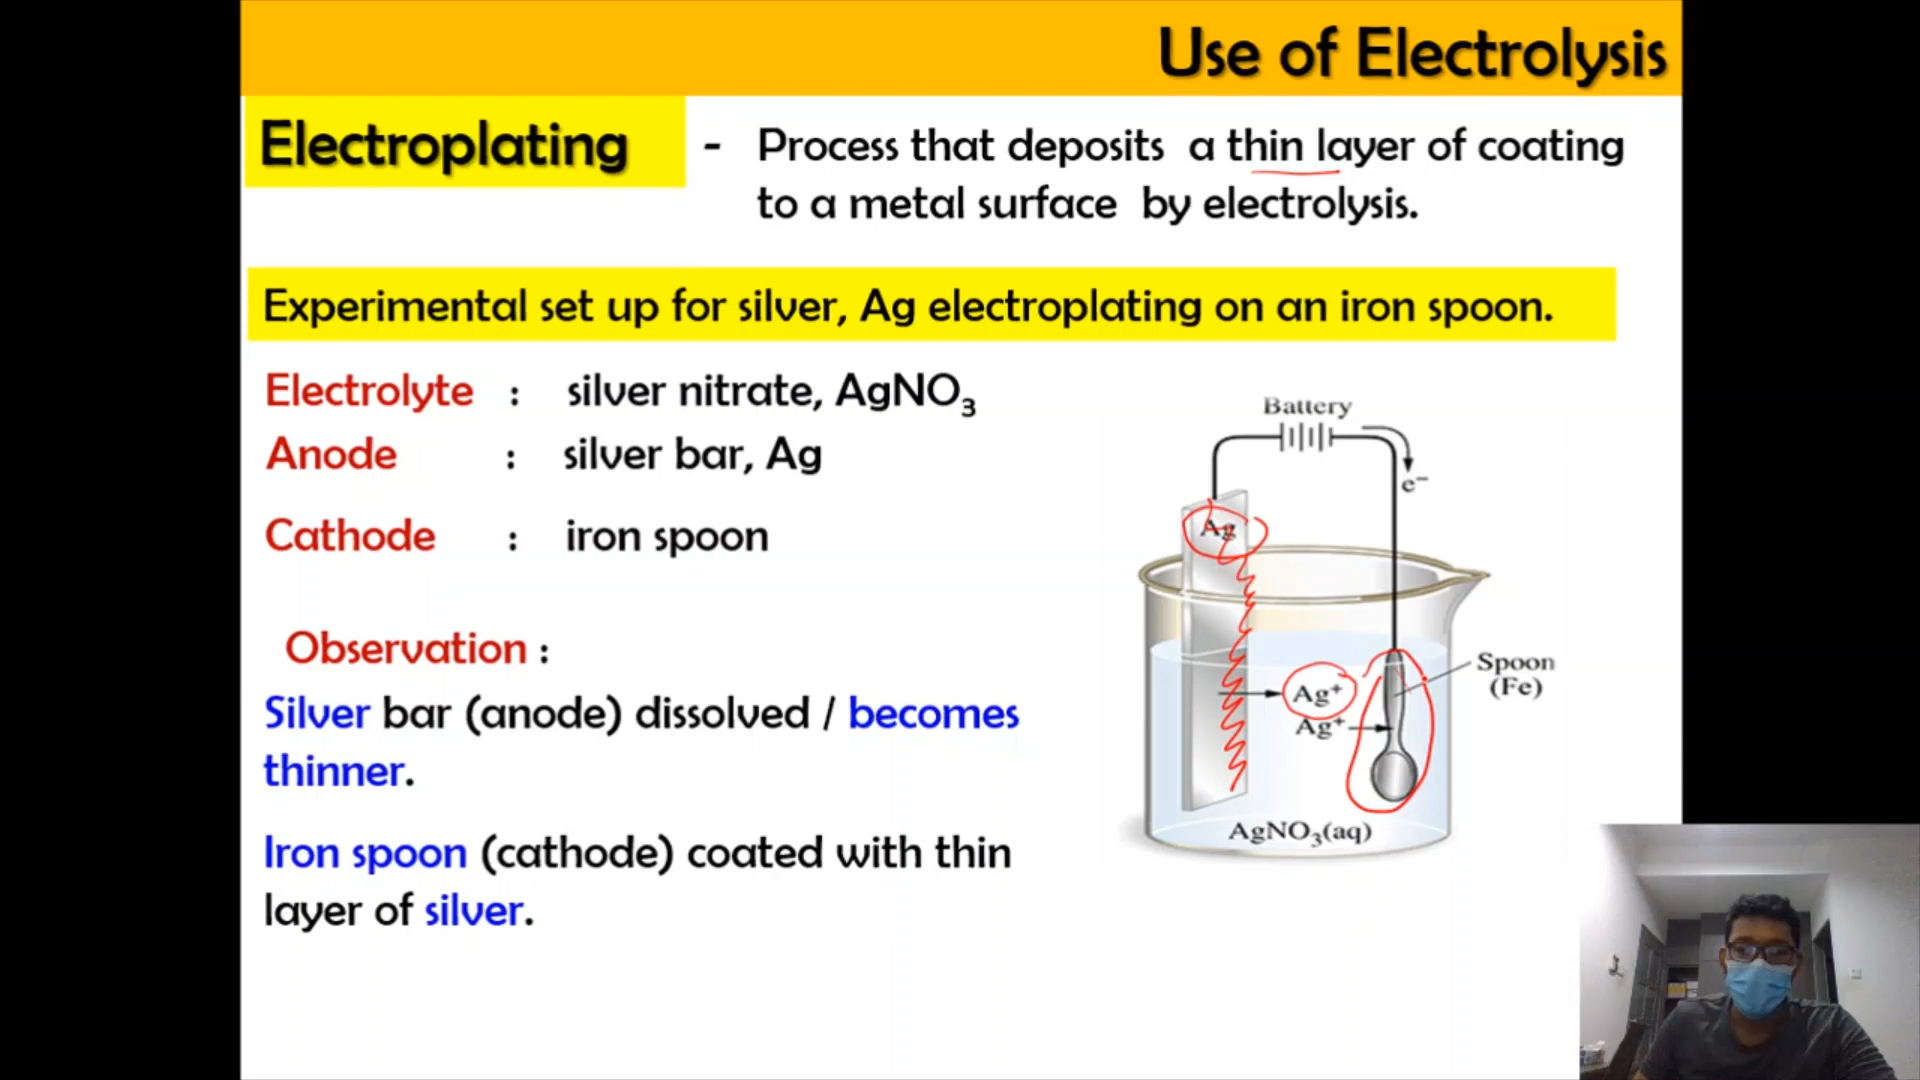 Use of Electrolysis
Electroplating - Process that deposits a thin layer of coating
to a metal surface by electrolysis.
Experimental set up for silver, Ag electroplating on an iron spoon.
Electrolyte : silver nitrate, AgNO₃
Anode : silver bar, Ag
Cathode : iron spoon
Observation :
Silver bar (anode) dissolved / becomes
thinner.
Iron spoon (cathode) coated with thin
layer of silver.
Battery
e⁻
Ag
Ag⁺
Ag⁺
Spoon
(Fe)
AgNO₃(aq)